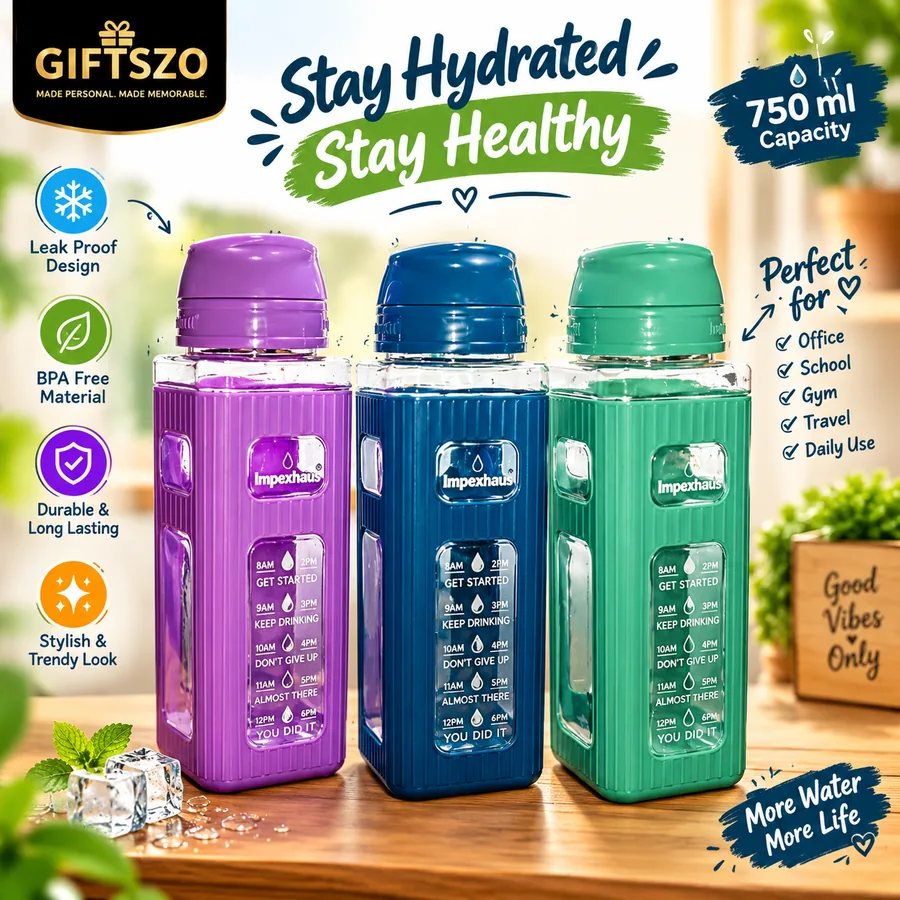 GIFTSZO
MADE PERSONAL. MADE MEMORABLE.
Stay Hydrated
Stay Healthy
750 ml
Capacity
Leak Proof
Design
BPA Free
Material
Durable &
Long Lasting
Stylish &
Trendy Look
Perfect
for
Office
School
Gym
Travel
Daily Use
Impexhaus®
8AM 2PM
GET STARTED
9AM 3PM
KEEP DRINKING
10AM 4PM
DON'T GIVE UP
11AM 5PM
ALMOST THERE
12PM 6PM
YOU DID IT
Impexhaus®
8AM 2PM
GET STARTED
9AM 3PM
KEEP DRINKING
10AM 4PM
DON'T GIVE UP
11AM 5PM
ALMOST THERE
12PM 6PM
YOU DID IT
Impexhaus®
8AM 2PM
GET STARTED
9AM 3PM
KEEP DRINKING
10AM 4PM
DON'T GIVE UP
11AM 5PM
ALMOST THERE
12PM 6PM
YOU DID IT
Good
Vibes
Only
More Water
More Life